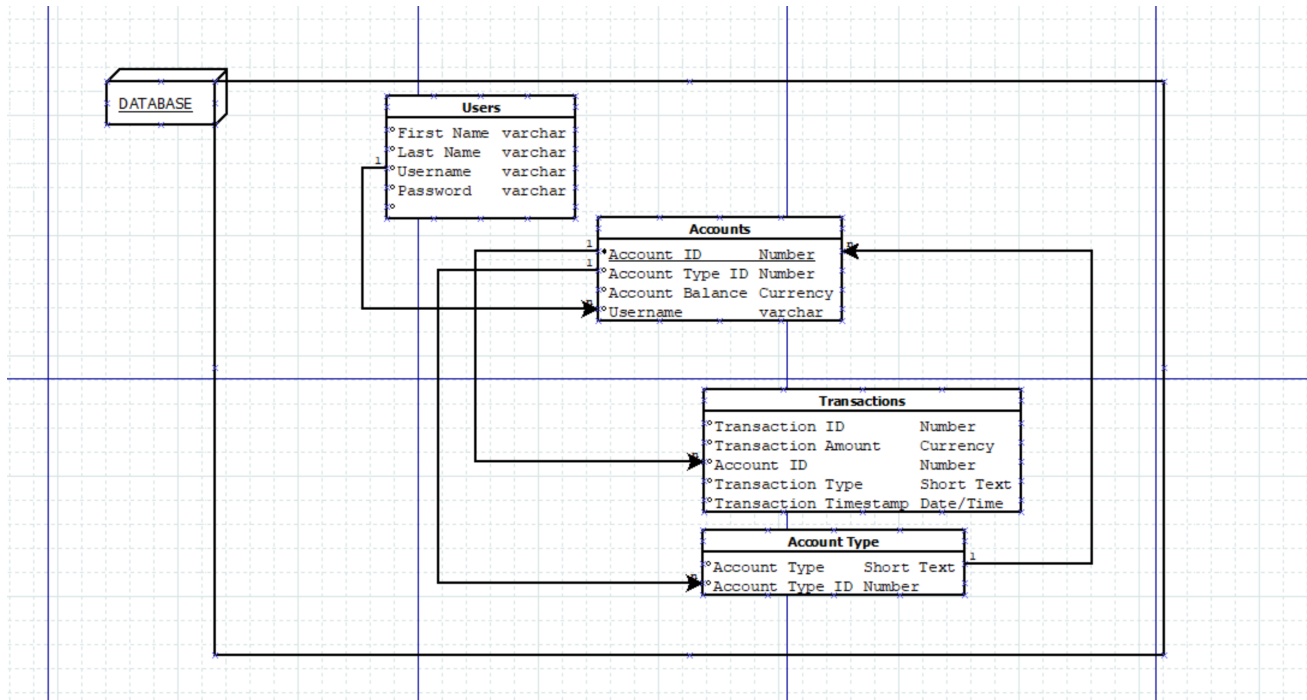 DATABASE
Users
First Name varchar
Last Name varchar
1
Username varchar
Password varchar
Accounts
1
n
Account ID Number
1
Account Type ID Number
Account Balance Currency
n
Username varchar
Transactions
Transaction ID Number
Transaction Amount Currency
n
Account ID Number
Transaction Type Short Text
Transaction Timestamp Date/Time
Account Type
1
Account Type Short Text
n
Account Type ID Number